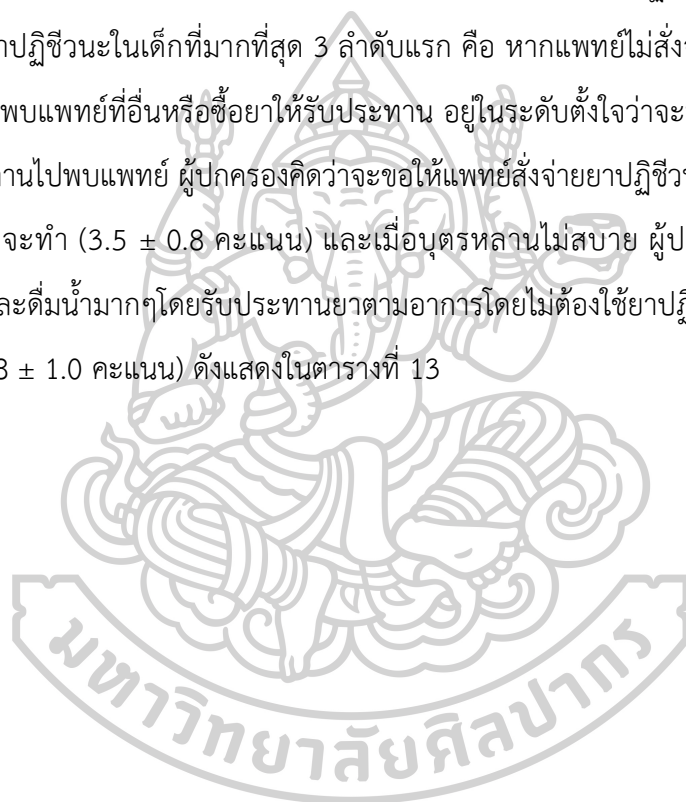 าปฏิชีวนะในเด็กที่มากที่สุด 3 ลำดับแรก คือ หากแพทย์ไม่สั่ง
พบแพทย์ที่อื่นหรือซื้อยาให้รับประทาน อยู่ในระดับตั้งใจว่าจะ
านไปพบแพทย์ ผู้ปกครองคิดว่าจะขอให้แพทย์สั่งจ่ายยาปฏิชีว
จะทำ (3.5 ± 0.8 คะแนน) และเมื่อบุตรหลานไม่สบาย ผู้ป
ละดื่มน้ำมากๆโดยรับประทานยาตามอาการโดยไม่ต้องใช้ยาปฏิ
± 1.0 คะแนน) ดังแสดงในตารางที่ 13
มหาวิทยาลัยศิลปากร